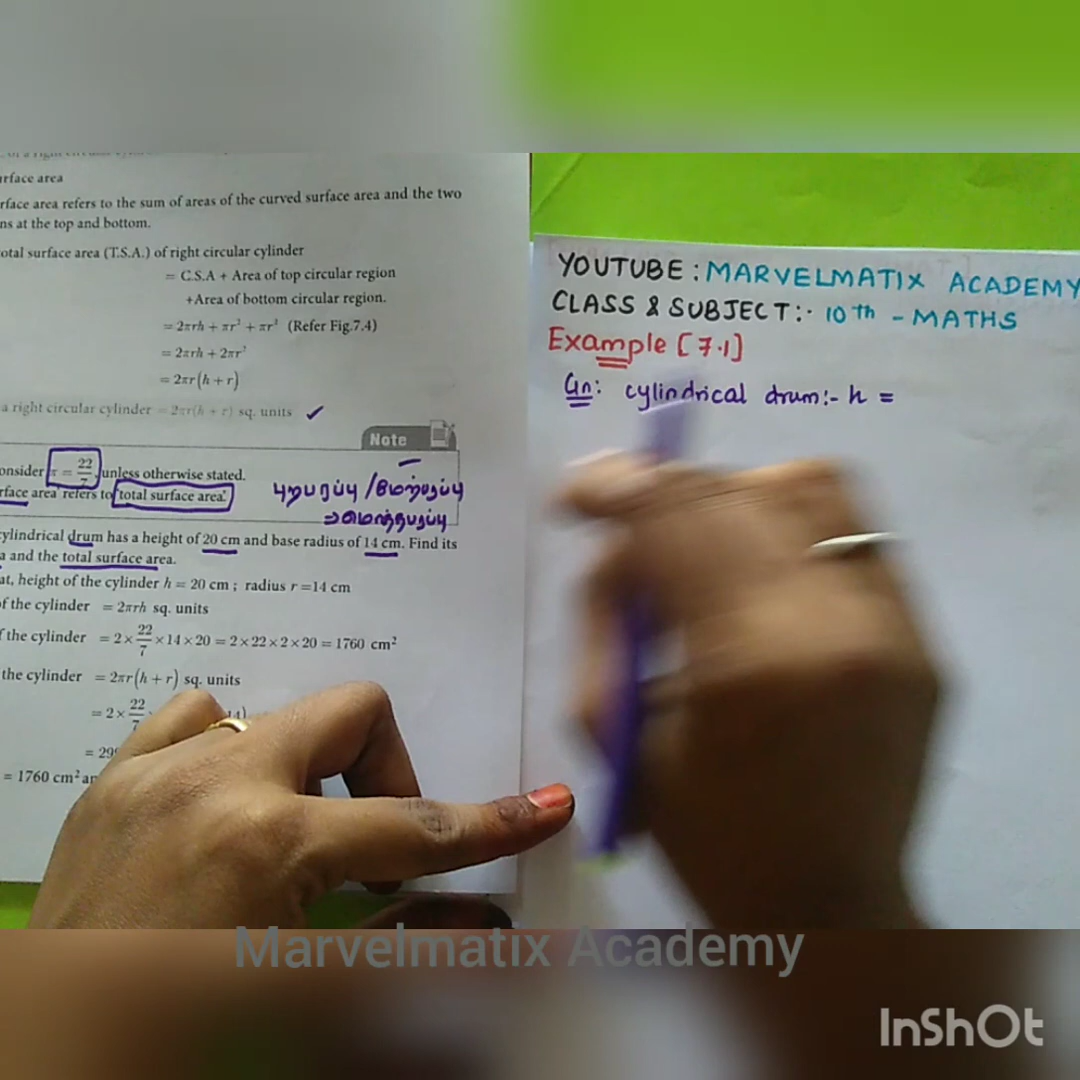 rface area
rface area refers to the sum of areas of the curved surface area and the two
ns at the top and bottom.
otal surface area (T.S.A.) of right circular cylinder
= C.S.A + Area of top circular region
+Area of bottom circular region.
= 2πrh + πr² + πr² (Refer Fig.7.4)
= 2πrh + 2πr²
= 2πr(h + r)
a right circular cylinder = 2πr(h + r) sq. units ✓
Note
onsider π = 22/7 unless otherwise stated.
rface area' refers to 'total surface area'.
புறபரப்பு / மேற்பரப்பு
⇒ மொத்தபரப்பு
cylindrical drum has a height of 20 cm and base radius of 14 cm. Find its
a and the total surface area.
at, height of the cylinder h = 20 cm ; radius r =14 cm
of the cylinder = 2πrh sq. units
f the cylinder = 2 × 22/7 × 14 × 20 = 2 × 22 × 2 × 20 = 1760 cm²
the cylinder = 2πr(h + r) sq. units
= 2 × 22/7
= 29
= 1760 cm² an
YOUTUBE : MARVELMATIX ACADEMY
CLASS & SUBJECT:- 10th - MATHS
Example [7.1]
Gn: cylindrical drum:- h =
Marvelmatix Academy
InShOt